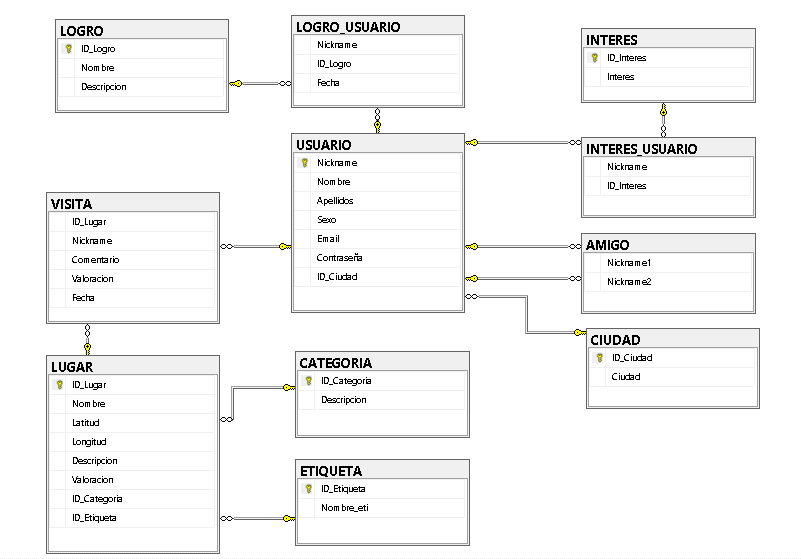 LOGRO
ID_Logro
Nombre
Descripcion
LOGRO_USUARIO
Nickname
ID_Logro
Fecha
INTERES
ID_Interes
Interes
USUARIO
Nickname
Nombre
Apellidos
Sexo
Email
Contraseña
ID_Ciudad
INTERES_USUARIO
Nickname
ID_Interes
VISITA
ID_Lugar
Nickname
Comentario
Valoracion
Fecha
AMIGO
Nickname1
Nickname2
CIUDAD
ID_Ciudad
Ciudad
LUGAR
ID_Lugar
Nombre
Latitud
Longitud
Descripcion
Valoracion
ID_Categoria
ID_Etiqueta
CATEGORIA
ID_Categoria
Descripcion
ETIQUETA
ID_Etiqueta
Nombre_eti